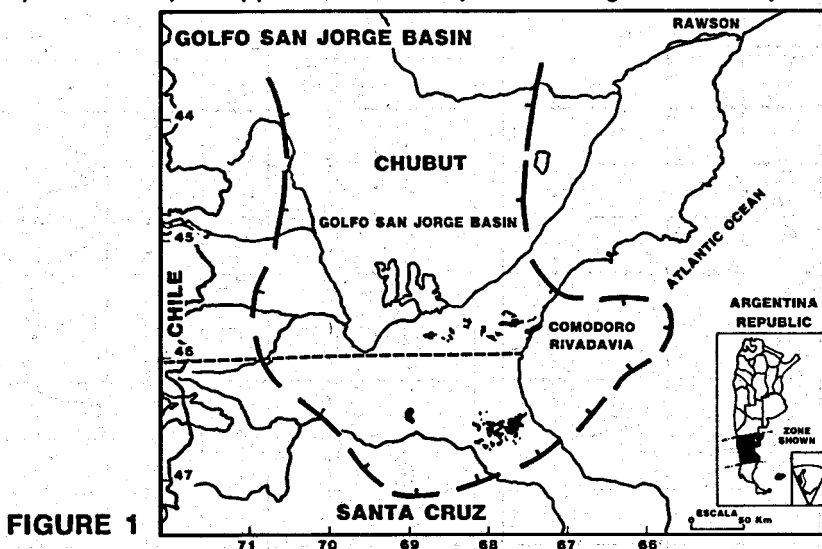 GOLFO SAN JORGE BASIN
RAWSON
44
CHUBUT
GOLFO SAN JORGE BASIN
45
ATLANTIC OCEAN
CHILE
ARGENTINA
REPUBLIC
COMODORO
RIVADAVIA
46
ZONE
SHOWN
47
SANTA CRUZ
ESCALA
0 50 Km
FIGURE 1
71 70 69 68 67 66